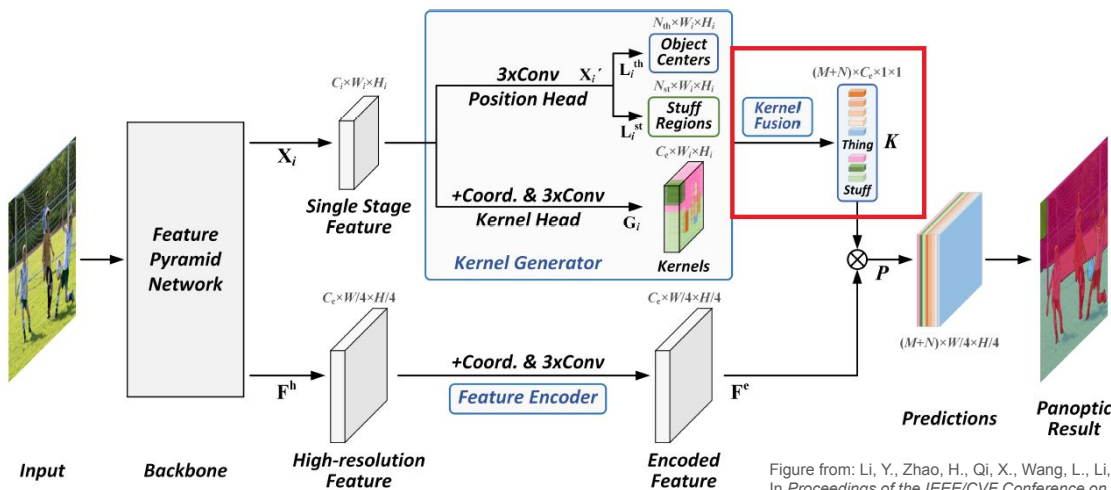 N_th×W_i×H_i
Object
Centers
3xConv
X_i′
L_i^th
Position Head
C_i×W_i×H_i
N_st×W_i×H_i
Stuff
Regions
L_i^st
(M+N)×C_e×1×1
Kernel
Fusion
Thing
K
Stuff
X_i
Single Stage
Feature
C_e×W_i×H_i
+Coord. & 3xConv
Kernel Head
G_i
Kernels
Kernel Generator
Feature
Pyramid
Network
P
(M+N)×W/4×H/4
C_e×W/4×H/4
C_e×W/4×H/4
+Coord. & 3xConv
F^h
Feature Encoder
F^e
Predictions
Panoptic
Result
Input
Backbone
High-resolution
Feature
Encoded
Feature
Figure from: Li, Y., Zhao, H., Qi, X., Wang, L., Li,
In Proceedings of the IEEE/CVF Conference on